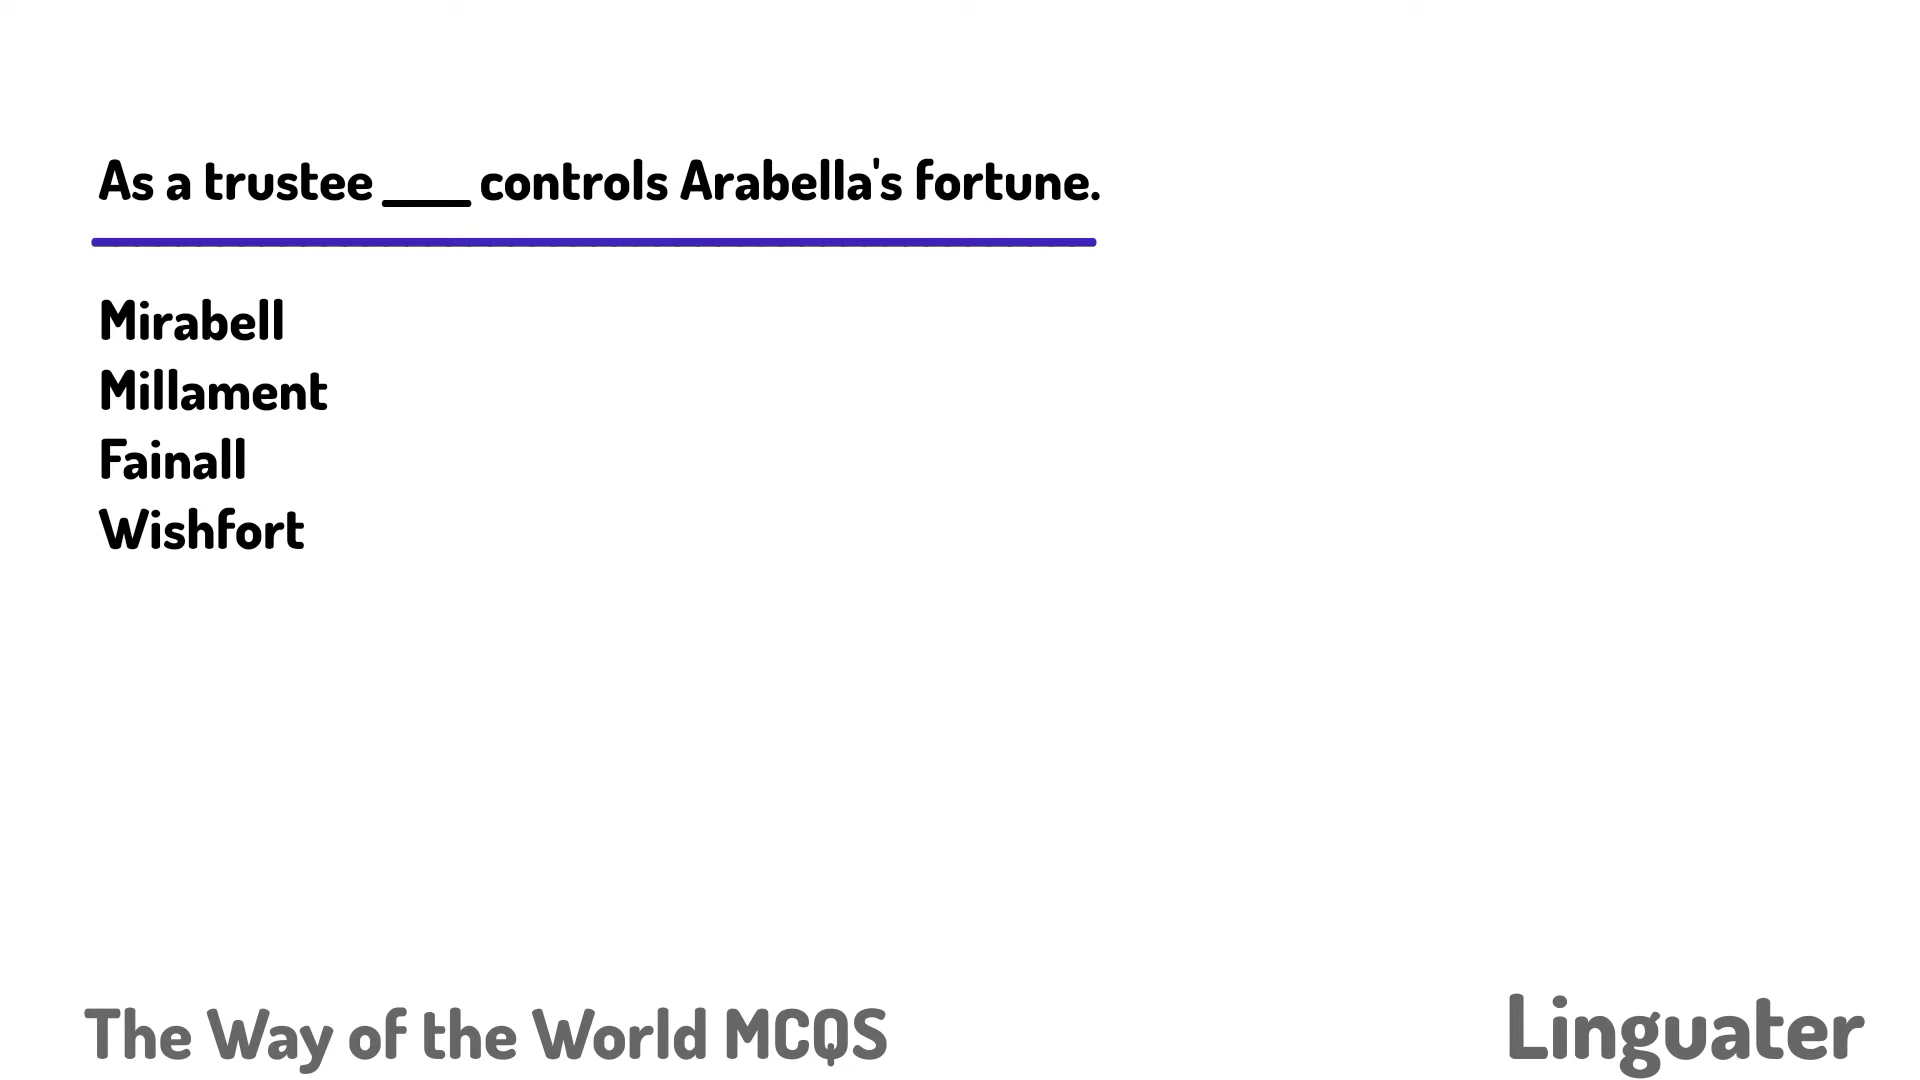 As a trustee ____ controls Arabella's fortune.
Mirabell
Millament
Fainall
Wishfort
The Way of the World MCQS
Linguater